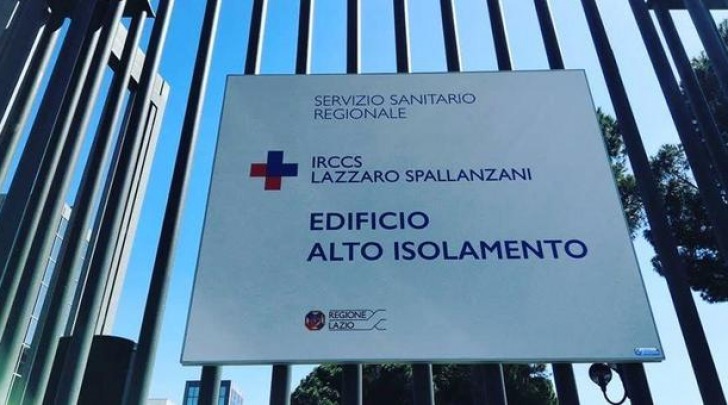 SERVIZIO SANITARIO
REGIONALE
IRCCS
LAZZARO SPALLANZANI
EDIFICIO
ALTO ISOLAMENTO
REGIONE
LAZIO